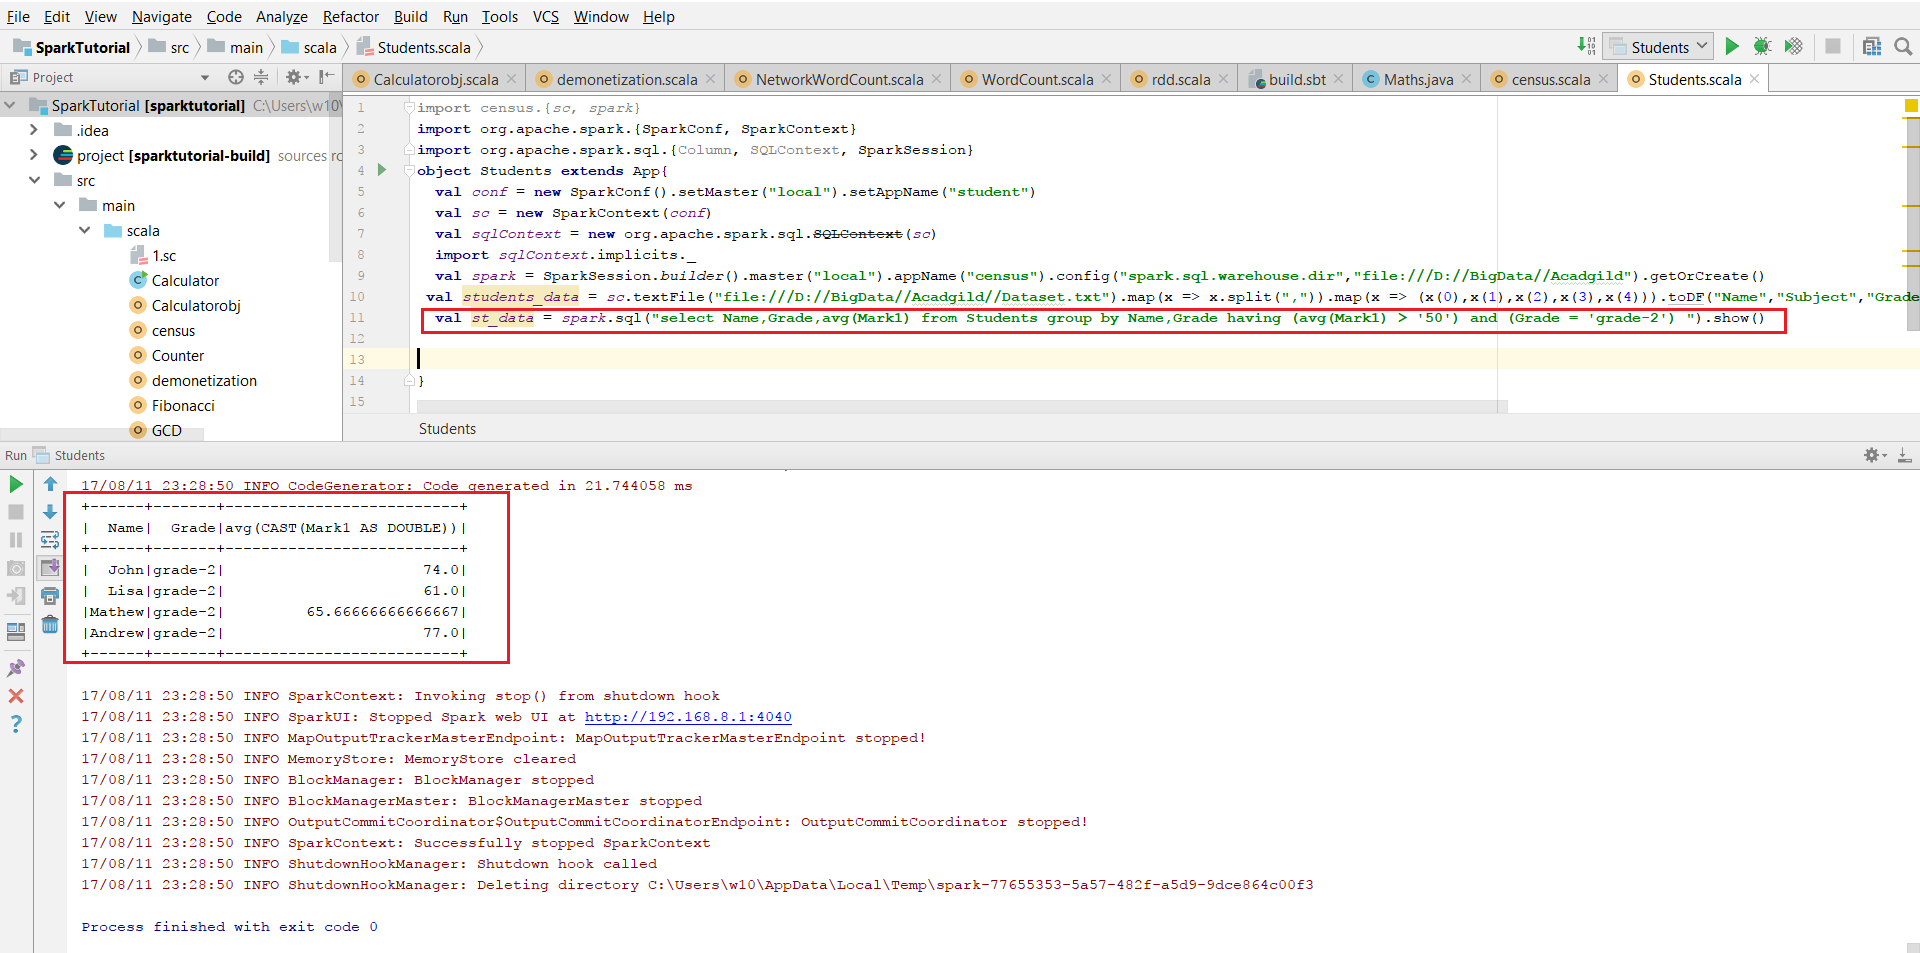 File Edit View Navigate Code Analyze Refactor Build Run Tools VCS Window Help
SparkTutorial src main scala Students.scala
Students
Project
Calculatorobj.scala demonetization.scala NetworkWordCount.scala WordCount.scala rdd.scala build.sbt Maths.java census.scala Students.scala
SparkTutorial [sparktutorial] C:\Users\w10\
.idea
project [sparktutorial-build] sources ro
src
main
scala
1.sc
Calculator
Calculatorobj
census
Counter
demonetization
Fibonacci
GCD
1 import census.{sc, spark}
2 import org.apache.spark.{SparkConf, SparkContext}
3 import org.apache.spark.sql.{Column, SQLContext, SparkSession}
4 object Students extends App{
5 val conf = new SparkConf().setMaster("local").setAppName("student")
6 val sc = new SparkContext(conf)
7 val sqlContext = new org.apache.spark.sql.SQLContext(sc)
8 import sqlContext.implicits._
9 val spark = SparkSession.builder().master("local").appName("census").config("spark.sql.warehouse.dir","file:///D://BigData//Acadgild").getOrCreate()
10 val students_data = sc.textFile("file:///D://BigData//Acadgild//Dataset.txt").map(x => x.split(",")).map(x => (x(0),x(1),x(2),x(3),x(4))).toDF("Name","Subject","Grade
11 val st_data = spark.sql("select Name,Grade,avg(Mark1) from Students group by Name,Grade having (avg(Mark1) > '50') and (Grade = 'grade-2') ").show()
12
13
14 }
15
Students
Run Students
17/08/11 23:28:50 INFO CodeGenerator: Code generated in 21.744058 ms
+------+-------+--------------------------+
|  Name|  Grade|avg(CAST(Mark1 AS DOUBLE))|
+------+-------+--------------------------+
|  John|grade-2|                      74.0|
|  Lisa|grade-2|                      61.0|
|Mathew|grade-2|         65.66666666666667|
|Andrew|grade-2|                      77.0|
+------+-------+--------------------------+
17/08/11 23:28:50 INFO SparkContext: Invoking stop() from shutdown hook
17/08/11 23:28:50 INFO SparkUI: Stopped Spark web UI at http://192.168.8.1:4040
17/08/11 23:28:50 INFO MapOutputTrackerMasterEndpoint: MapOutputTrackerMasterEndpoint stopped!
17/08/11 23:28:50 INFO MemoryStore: MemoryStore cleared
17/08/11 23:28:50 INFO BlockManager: BlockManager stopped
17/08/11 23:28:50 INFO BlockManagerMaster: BlockManagerMaster stopped
17/08/11 23:28:50 INFO OutputCommitCoordinator$OutputCommitCoordinatorEndpoint: OutputCommitCoordinator stopped!
17/08/11 23:28:50 INFO SparkContext: Successfully stopped SparkContext
17/08/11 23:28:50 INFO ShutdownHookManager: Shutdown hook called
17/08/11 23:28:50 INFO ShutdownHookManager: Deleting directory C:\Users\w10\AppData\Local\Temp\spark-77655353-5a57-482f-a5d9-9dce864c00f3
Process finished with exit code 0